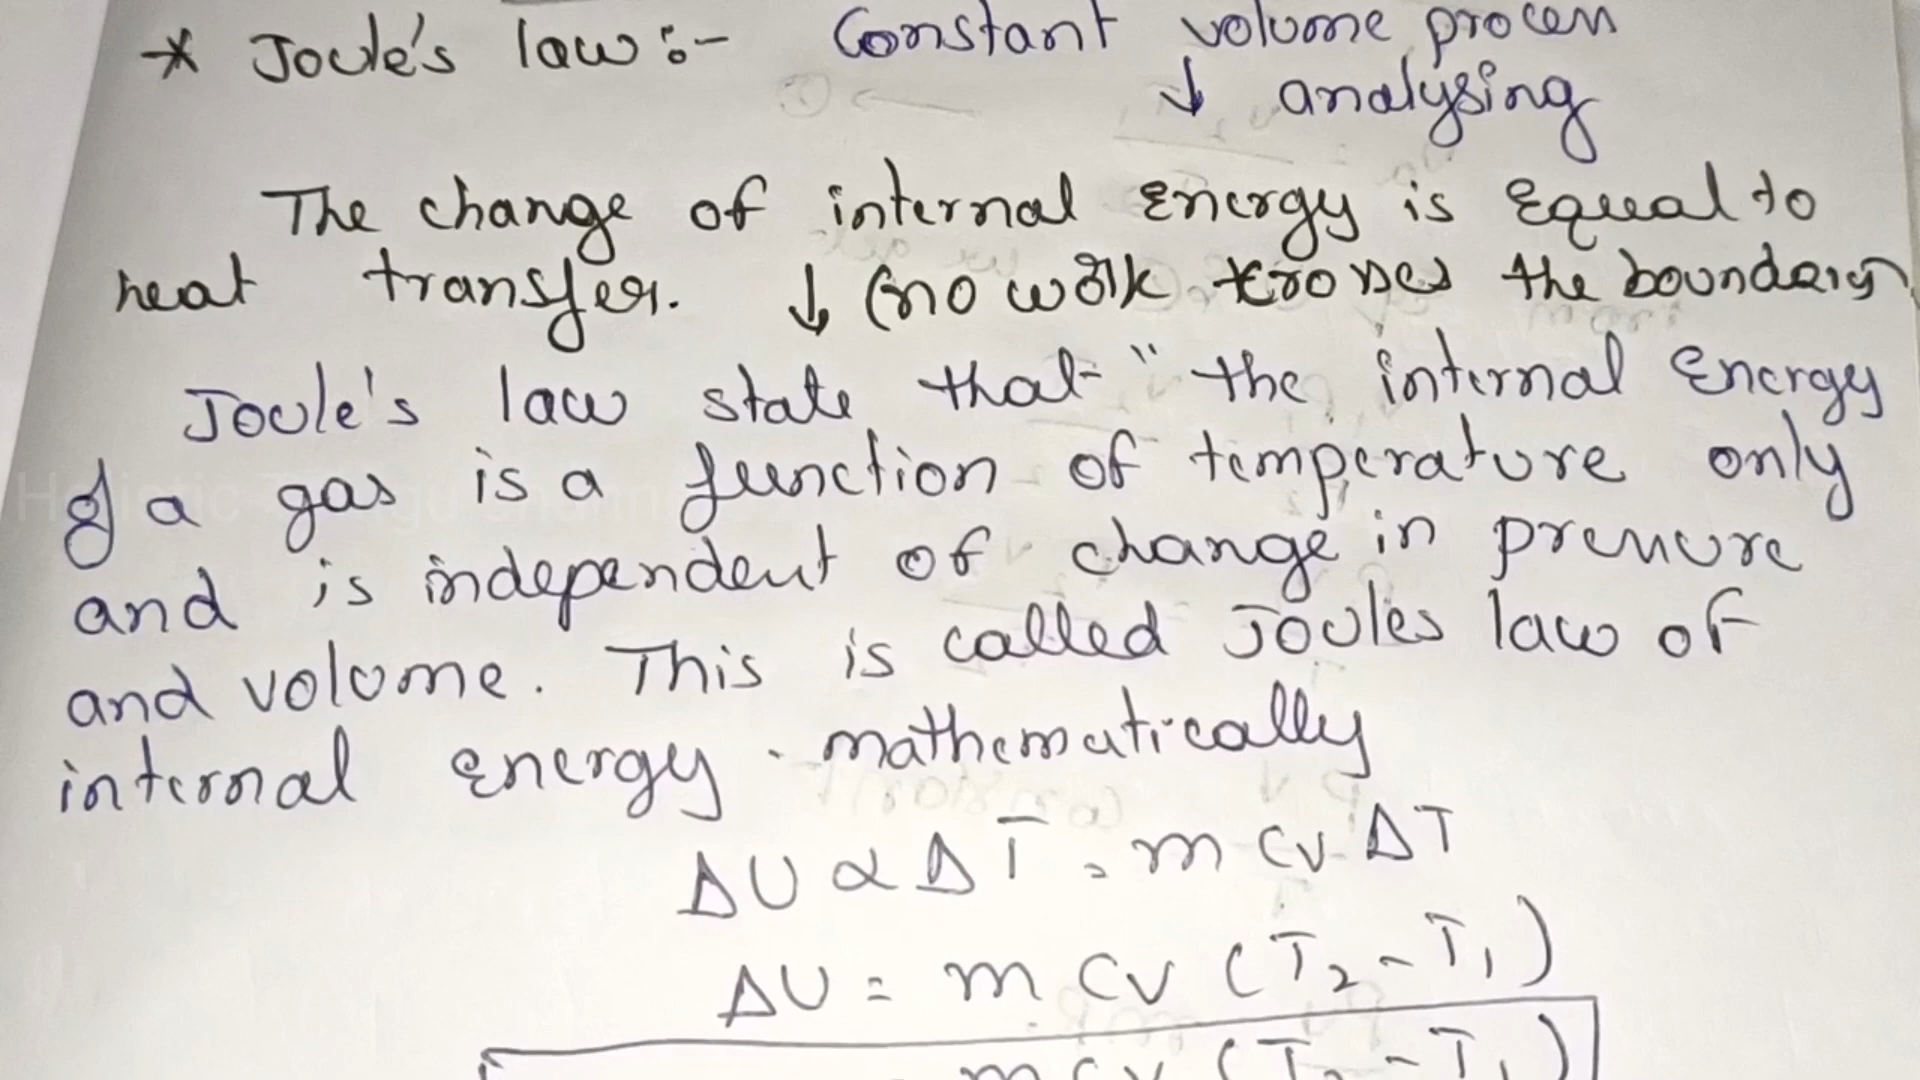 * Joule's law :- Constant volume process
↓ analysing
The change of internal Energy is Equal to
heat transfer. ↓ (no work crosses the boundary
Joule's law state that "the internal Energy
of a gas is a function of temperature only
and is independent of change in pressure
and volume. This is called Joules law of
internal Energy. mathematically
ΔU α ΔT = m Cv ΔT
ΔU = m Cv (T2 - T1)
m Cv (T2 - T1)